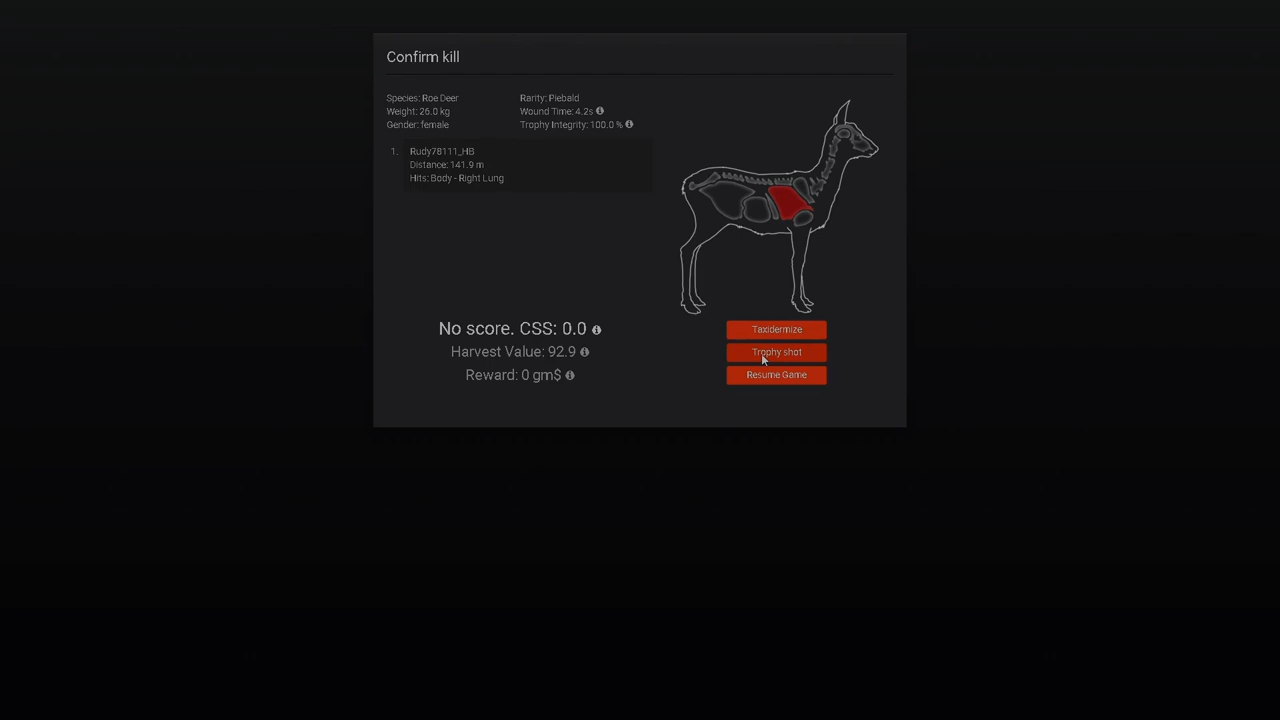 Confirm kill
Species: Roe Deer
Weight: 26.0 kg
Gender: female
Rarity: Piebald
Wound Time: 4.2s
Trophy Integrity: 100.0 %
1. Rudy78111_HB
Distance: 141.9 m
Hits: Body - Right Lung
No score. CSS: 0.0
Harvest Value: 92.9
Reward: 0 gm$
Taxidermize
Trophy shot
Resume Game